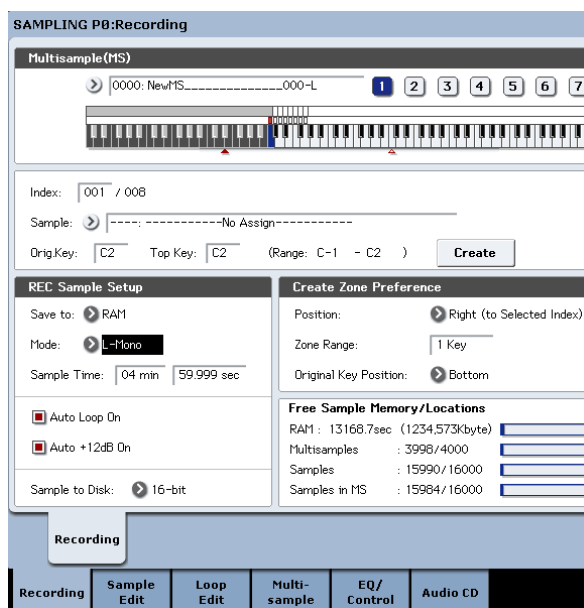 SAMPLING P0:Recording
Multisample(MS)
0000: NewMS______________000-L
1 2 3 4 5 6 7
Index: 001 / 008
Sample: ----: -----------No Assign-----------
Orig.Key: C2 Top Key: C2 (Range: C-1 - C2 ) Create
REC Sample Setup
Save to: RAM
Mode: L-Mono
Sample Time: 04 min 59.999 sec
Auto Loop On
Auto +12dB On
Sample to Disk: 16-bit
Create Zone Preference
Position: Right (to Selected Index)
Zone Range: 1 Key
Original Key Position: Bottom
Free Sample Memory/Locations
RAM : 13168.7sec (1234,573Kbyte)
Multisamples : 3998/4000
Samples : 15990/16000
Samples in MS : 15984/16000
Recording
Recording
Sample Edit
Loop Edit
Multi-sample
EQ/ Control
Audio CD